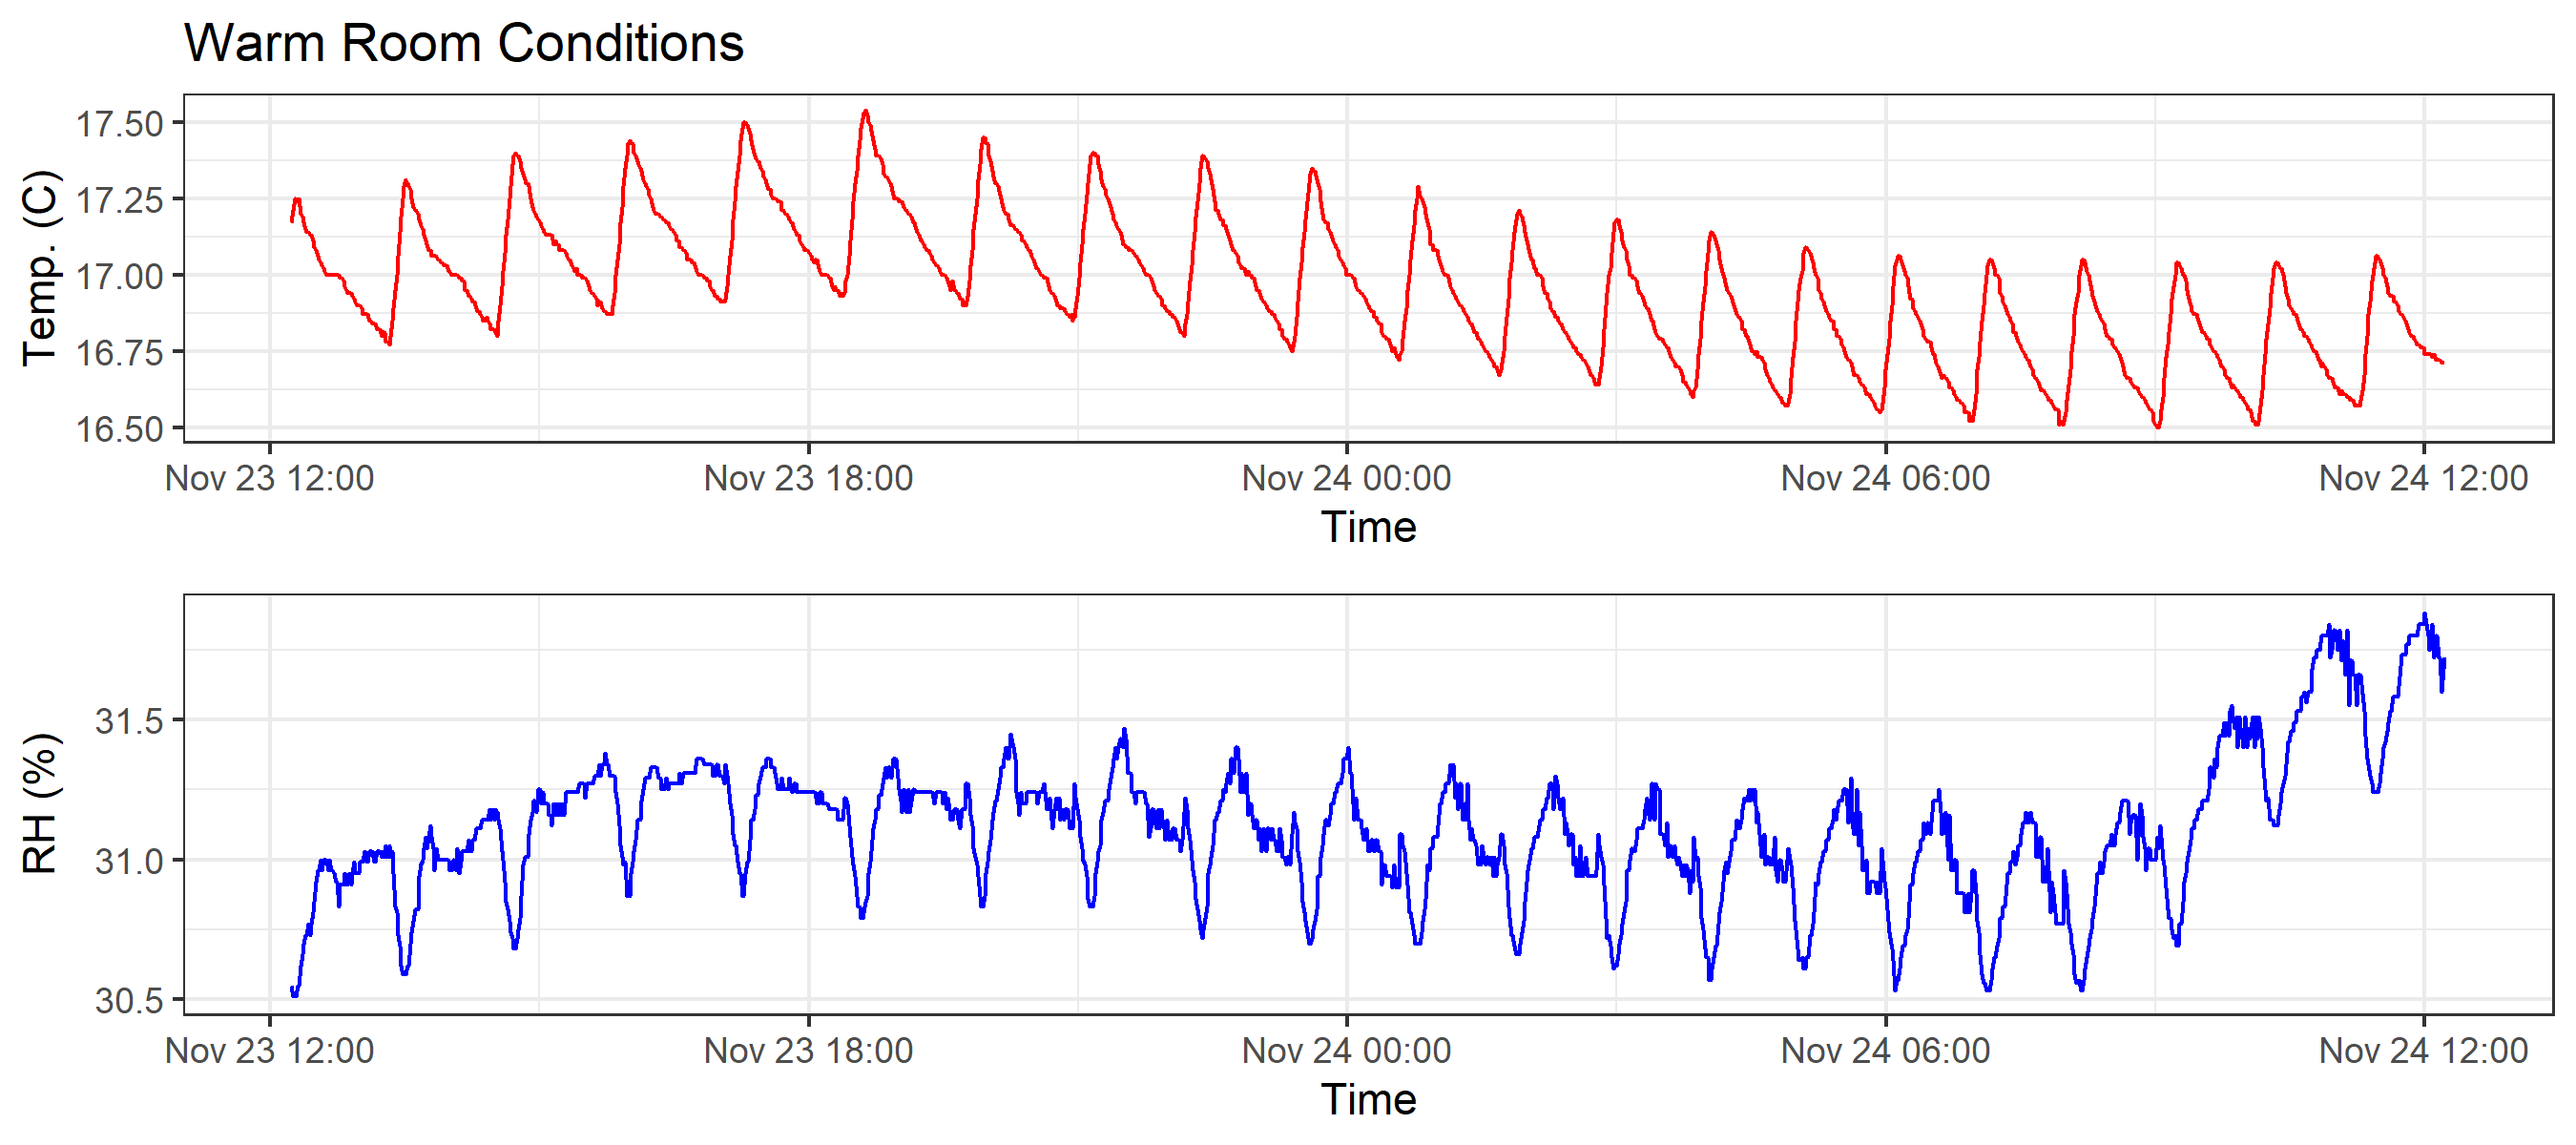 Warm Room Conditions
Temp. (C)
17.50
17.25
17.00
16.75
16.50
Nov 23 12:00 Nov 23 18:00 Nov 24 00:00 Nov 24 06:00 Nov 24 12:00
Time
RH (%)
31.5
31.0
30.5
Nov 23 12:00 Nov 23 18:00 Nov 24 00:00 Nov 24 06:00 Nov 24 12:00
Time